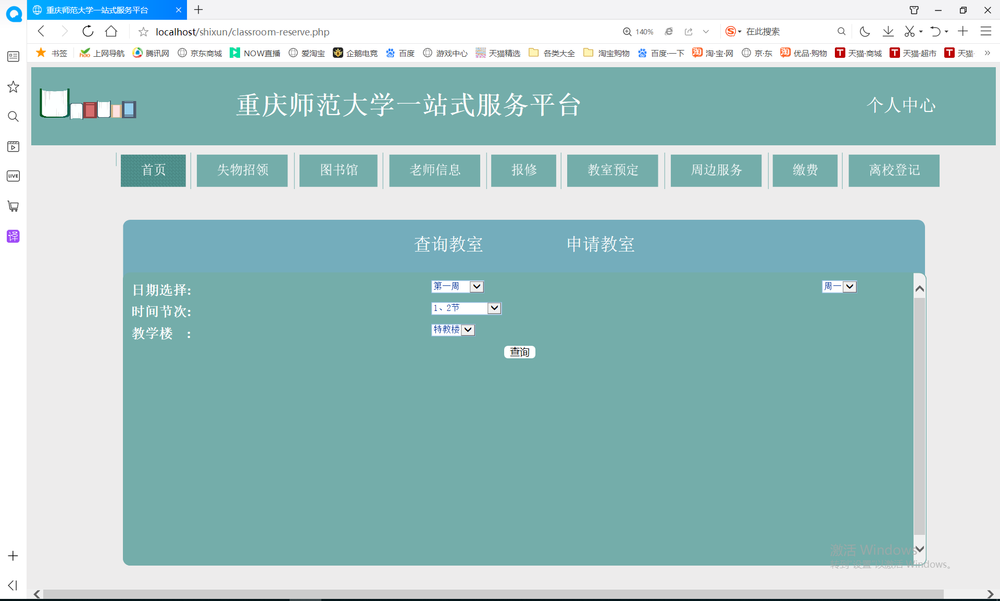 重庆师范大学一站式服务平台
localhost/shixun/classroom-reserve.php
140%
在此搜索
书签 上网导航 腾讯网 京东商城 NOW直播 爱淘宝 企鹅电竞 百度 游戏中心 天猫精选 各类大全 淘宝购物 百度·一下 淘·宝·网 京·东 优品·购物 天猫·商城 天猫·超市 天猫·
LIVE
译
重庆师范大学一站式服务平台
个人中心
首页 失物招领 图书馆 老师信息 报修 教室预定 周边服务 缴费 离校登记
查询教室 申请教室
日期选择: 第一周 周一
时间节次: 1、2节
教学楼 : 特教楼
查询
激活 Windows
转到"设置"以激活 Windows。